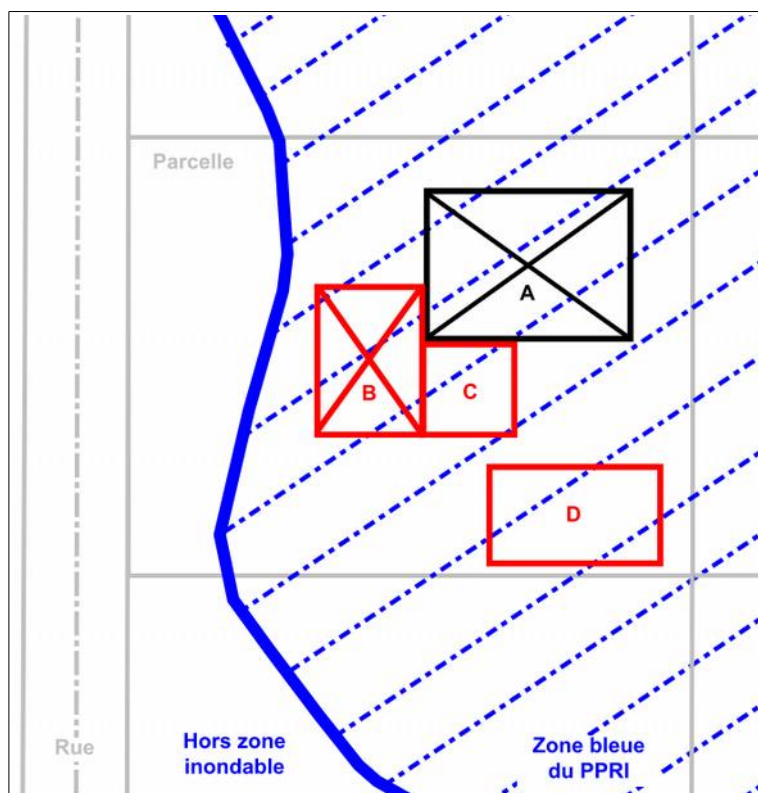 Parcelle
A
B
C
D
Rue
Hors zone
inondable
Zone bleue
du PPRI